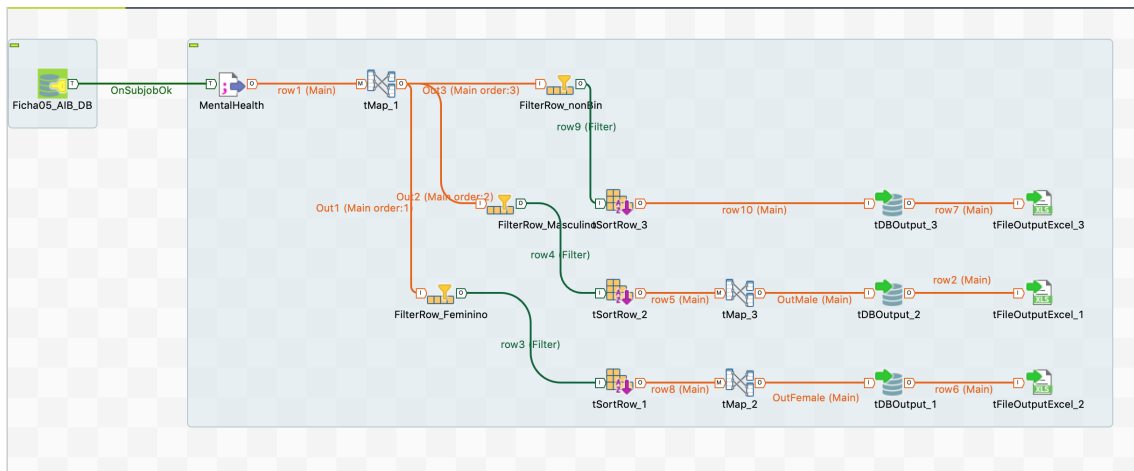 Ficha05_AIB_DB
OnSubjobOk
MentalHealth
row1 (Main)
tMap_1
Out3 (Main order:3)
FilterRow_nonBin
row9 (Filter)
Out2 (Main order:2)
Out1 (Main order:1)
FilterRow_Masculino
tSortRow_3
row10 (Main)
tDBOutput_3
row7 (Main)
tFileOutputExcel_3
row4 (Filter)
tSortRow_2
row5 (Main)
tMap_3
OutMale (Main)
tDBOutput_2
row2 (Main)
tFileOutputExcel_1
FilterRow_Feminino
row3 (Filter)
tSortRow_1
row8 (Main)
tMap_2
OutFemale (Main)
tDBOutput_1
row6 (Main)
tFileOutputExcel_2